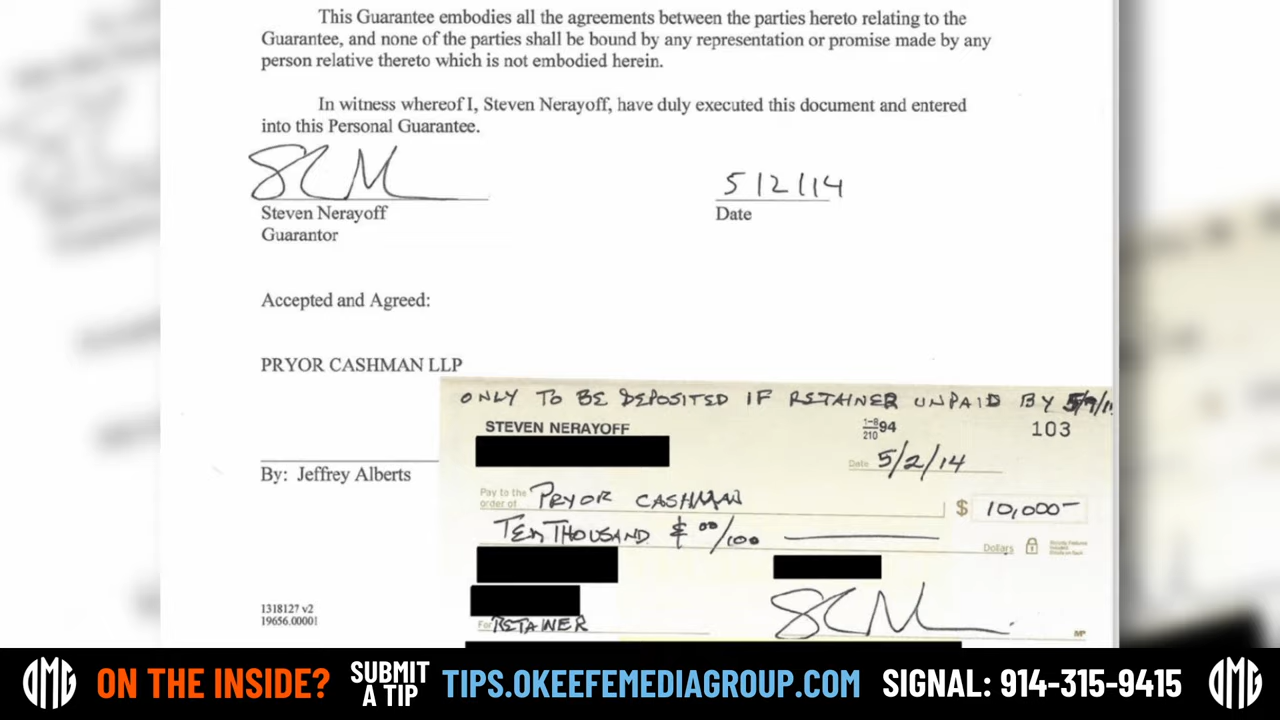 This Guarantee embodies all the agreements between the parties hereto relating to the
Guarantee, and none of the parties shall be bound by any representation or promise made by any
person relative thereto which is not embodied herein.
In witness whereof I, Steven Nerayoff, have duly executed this document and entered
into this Personal Guarantee.
5/2/14
Steven Nerayoff
Date
Guarantor
Accepted and Agreed:
PRYOR CASHMAN LLP
By: Jeffrey Alberts
1318127 v2
19656.00001
ONLY TO BE DEPOSITED IF RETAINER UNPAID BY
STEVEN NERAYOFF
1-8
210
94
103
Date 5/2/14
Pay to the
order of PRYOR CASHMAN
$ 10,000-
TEN THOUSAND & 00/100
Dollars
For RETAINER
MP
OMG
ON THE INSIDE?
SUBMIT
A TIP
TIPS.OKEEFEMEDIAGROUP.COM
SIGNAL: 914-315-9415
OMG